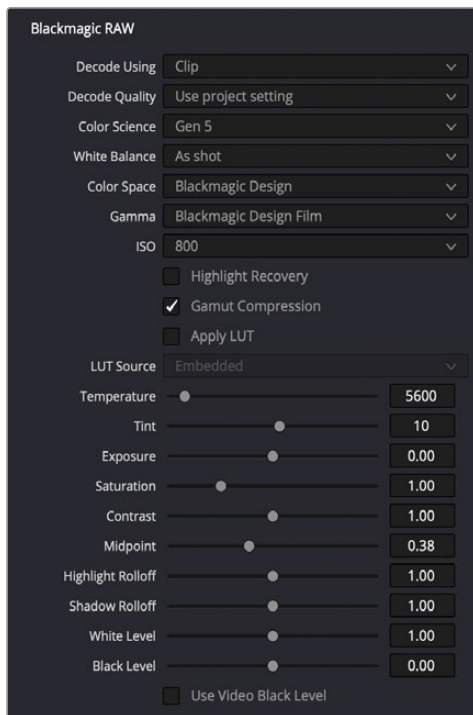 Blackmagic RAW
Decode Using Clip
Decode Quality Use project setting
Color Science Gen 5
White Balance As shot
Color Space Blackmagic Design
Gamma Blackmagic Design Film
ISO 800
Highlight Recovery
Gamut Compression
Apply LUT
LUT Source Embedded
Temperature 5600
Tint 10
Exposure 0.00
Saturation 1.00
Contrast 1.00
Midpoint 0.38
Highlight Rolloff 1.00
Shadow Rolloff 1.00
White Level 1.00
Black Level 0.00
Use Video Black Level